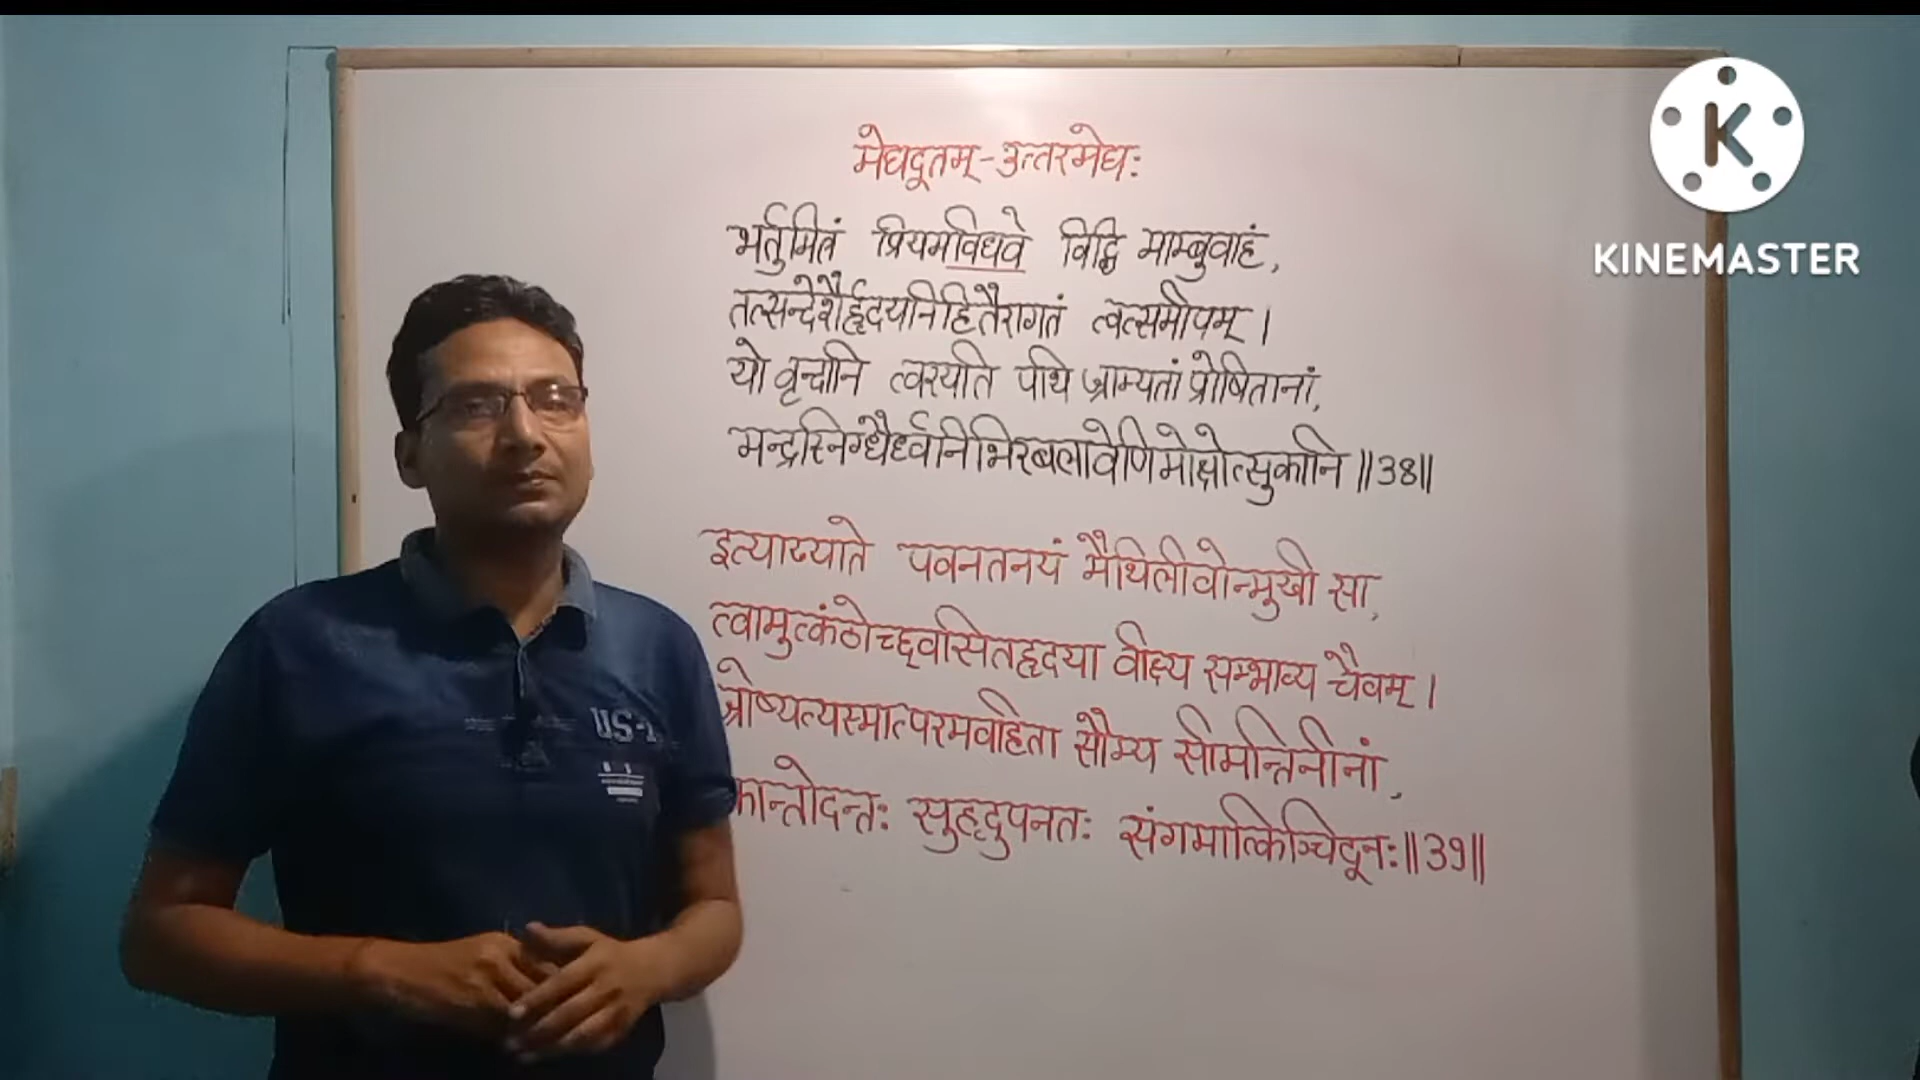 मेघदूतम् - उत्तरमेघः
भर्तुमित्रं प्रियमविधवे विद्धि माम्बुवाहं,
तत्सन्देशैर्हृदयनिहितैरागतं त्वत्समीपम् ।
यो वृन्दानि त्वरयति पथि श्राम्यतां प्रोषितानां,
मन्द्रस्निग्धैर्ध्वनिभिरबलावेणिमोक्षोत्सुकानि ॥38॥
इत्याख्याते पवनतनयं मैथिलीवोन्मुखी सा,
त्वामुत्कंठोच्छ्वसितहृदया वीक्ष्य सम्भाव्य चैवम् ।
श्रोष्यत्यस्मात्परमवहिता सौम्य सीमन्तिनीनां,
कान्तोदन्तः सुहृदुपनतः संगमात्किञ्चिदूनः॥39॥
K
KINEMASTER
US-1